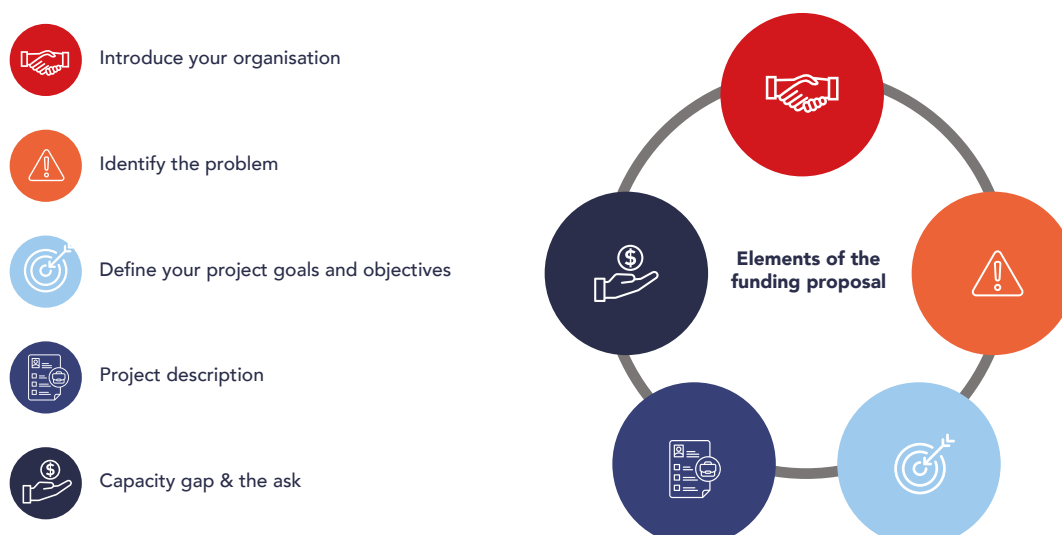 Introduce your organisation
Identify the problem
Define your project goals and objectives
Project description
Capacity gap & the ask
Elements of the
funding proposal
$
$